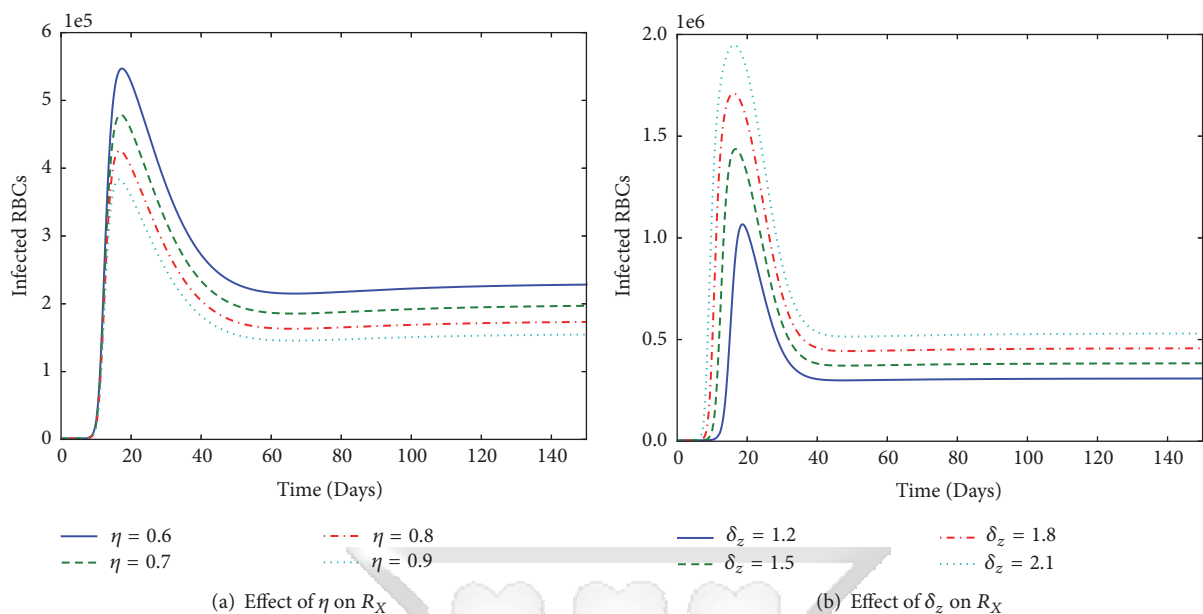 1e5
6
5
4
3
2
1
0
Infected RBCs
0 20 40 60 80 100 120 140
Time (Days)
η = 0.6
η = 0.7
η = 0.8
η = 0.9
(a) Effect of η on R_X
1e6
2.0
1.5
1.0
0.5
0.0
Infected RBCs
0 20 40 60 80 100 120 140
Time (Days)
δ_z = 1.2
δ_z = 1.5
δ_z = 1.8
δ_z = 2.1
(b) Effect of δ_z on R_X